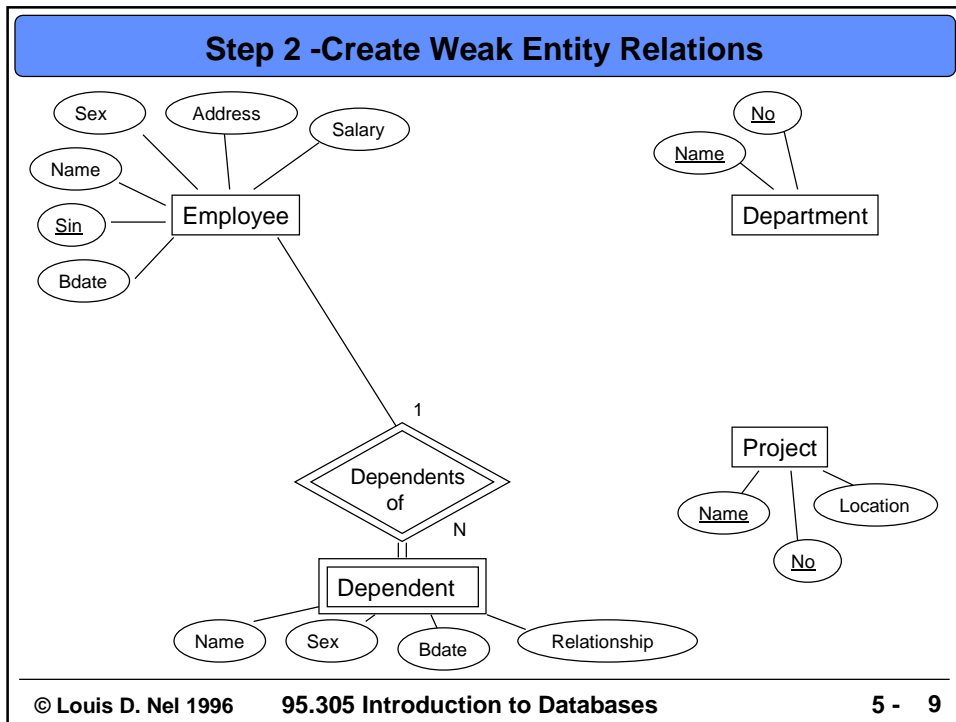 Step 2 -Create Weak Entity Relations
Sex
Address
Salary
Name
Sin
Bdate
Employee
No
Name
Department
1
Dependents
of
N
Dependent
Name
Sex
Bdate
Relationship
Project
Name
No
Location
© Louis D. Nel 1996 95.305 Introduction to Databases 5 - 9